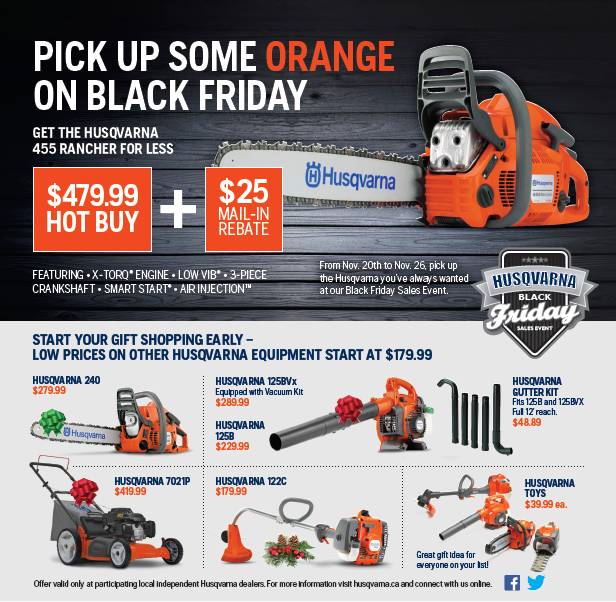 PICK UP SOME ORANGE
ON BLACK FRIDAY
GET THE HUSQVARNA
455 RANCHER FOR LESS
$479.99
HOT BUY
+
$25
MAIL-IN
REBATE
Husqvarna
Husqvarna
FEATURING • X-TORQ® ENGINE • LOW VIB® • 3-PIECE
CRANKSHAFT • SMART START® • AIR INJECTION™
From Nov. 20th to Nov. 26, pick up
the Husqvarna you've always wanted
at our Black Friday Sales Event.
HUSQVARNA
BLACK
Friday
SALES EVENT
START YOUR GIFT SHOPPING EARLY –
LOW PRICES ON OTHER HUSQVARNA EQUIPMENT START AT $179.99
HUSQVARNA 240
$279.99
Husqvarna
HUSQVARNA 125BVx
Equipped with Vacuum Kit
$289.99
HUSQVARNA
125B
$229.99
HUSQVARNA
GUTTER KIT
Fits 125B and 125BVX
Full 12' reach.
$48.89
HUSQVARNA 7021P
$419.99
HUSQVARNA 122C
$179.99
HUSQVARNA
TOYS
$39.99 ea.
Great gift idea for
everyone on your list!
Offer valid only at participating local independent Husqvarna dealers. For more information visit husqvarna.ca and connect with us online.